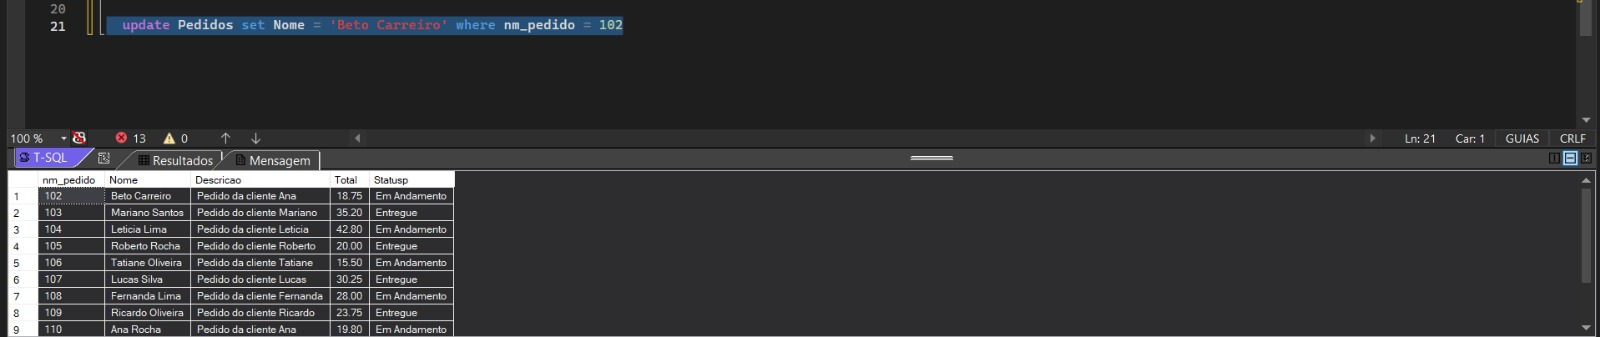 20
21 update Pedidos set Nome = 'Beto Carreiro' where nm_pedido = 102
100 % 13 0 Ln: 21 Car: 1 GUIAS CRLF
T-SQL Resultados Mensagem
nm_pedido Nome Descricao Total Statusp
1 102 Beto Carreiro Pedido da cliente Ana 18.75 Em Andamento
2 103 Mariano Santos Pedido do cliente Mariano 35.20 Entregue
3 104 Leticia Lima Pedido da cliente Leticia 42.80 Em Andamento
4 105 Roberto Rocha Pedido do cliente Roberto 20.00 Entregue
5 106 Tatiane Oliveira Pedido da cliente Tatiane 15.50 Em Andamento
6 107 Lucas Silva Pedido do cliente Lucas 30.25 Entregue
7 108 Fernanda Lima Pedido da cliente Fernanda 28.00 Em Andamento
8 109 Ricardo Oliveira Pedido do cliente Ricardo 23.75 Entregue
9 110 Ana Rocha Pedido da cliente Ana 19.80 Em Andamento